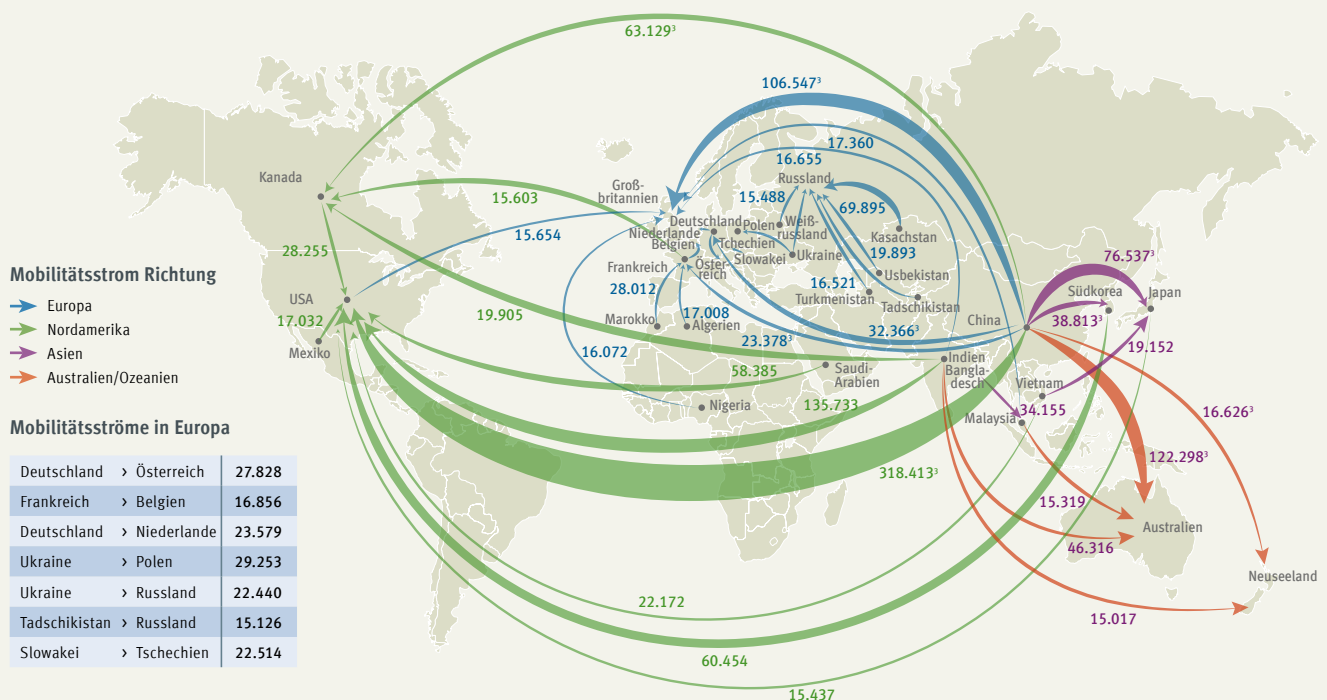 63.129³
106.547³
17.360
16.655
Russland
Kanada
Groß-
britannien
15.603
15.488
69.895
Deutschland
Polen
Weiß-
russland
Niederlande
Belgien
Tschechien
Kasachstan
15.654
19.893
28.255
Slowakei
Ukraine
76.537³
Frankreich
Öster-
reich
Usbekistan
Mobilitätsstrom Richtung
28.012
16.521
Turkmenistan
Südkorea
Japan
Europa
USA
Tadschikistan
Nordamerika
17.032
19.905
Marokko
17.008
Algerien
China
38.813³
Asien
Mexiko
16.072
23.378³
32.366³
19.152
Australien/Ozeanien
58.385
Saudi-
Arabien
Indien
Bangla-
desch
Vietnam
135.733
Nigeria
Malaysia
34.155
16.626³
Mobilitätsströme in Europa
318.413³
122.298³
Deutschland > Österreich 27.828
Frankreich > Belgien 16.856
Deutschland > Niederlande 23.579
Ukraine > Polen 29.253
Ukraine > Russland 22.440
Tadschikistan > Russland 15.126
Slowakei > Tschechien 22.514
15.319
Australien
46.316
Neuseeland
22.172
15.017
60.454
15.437